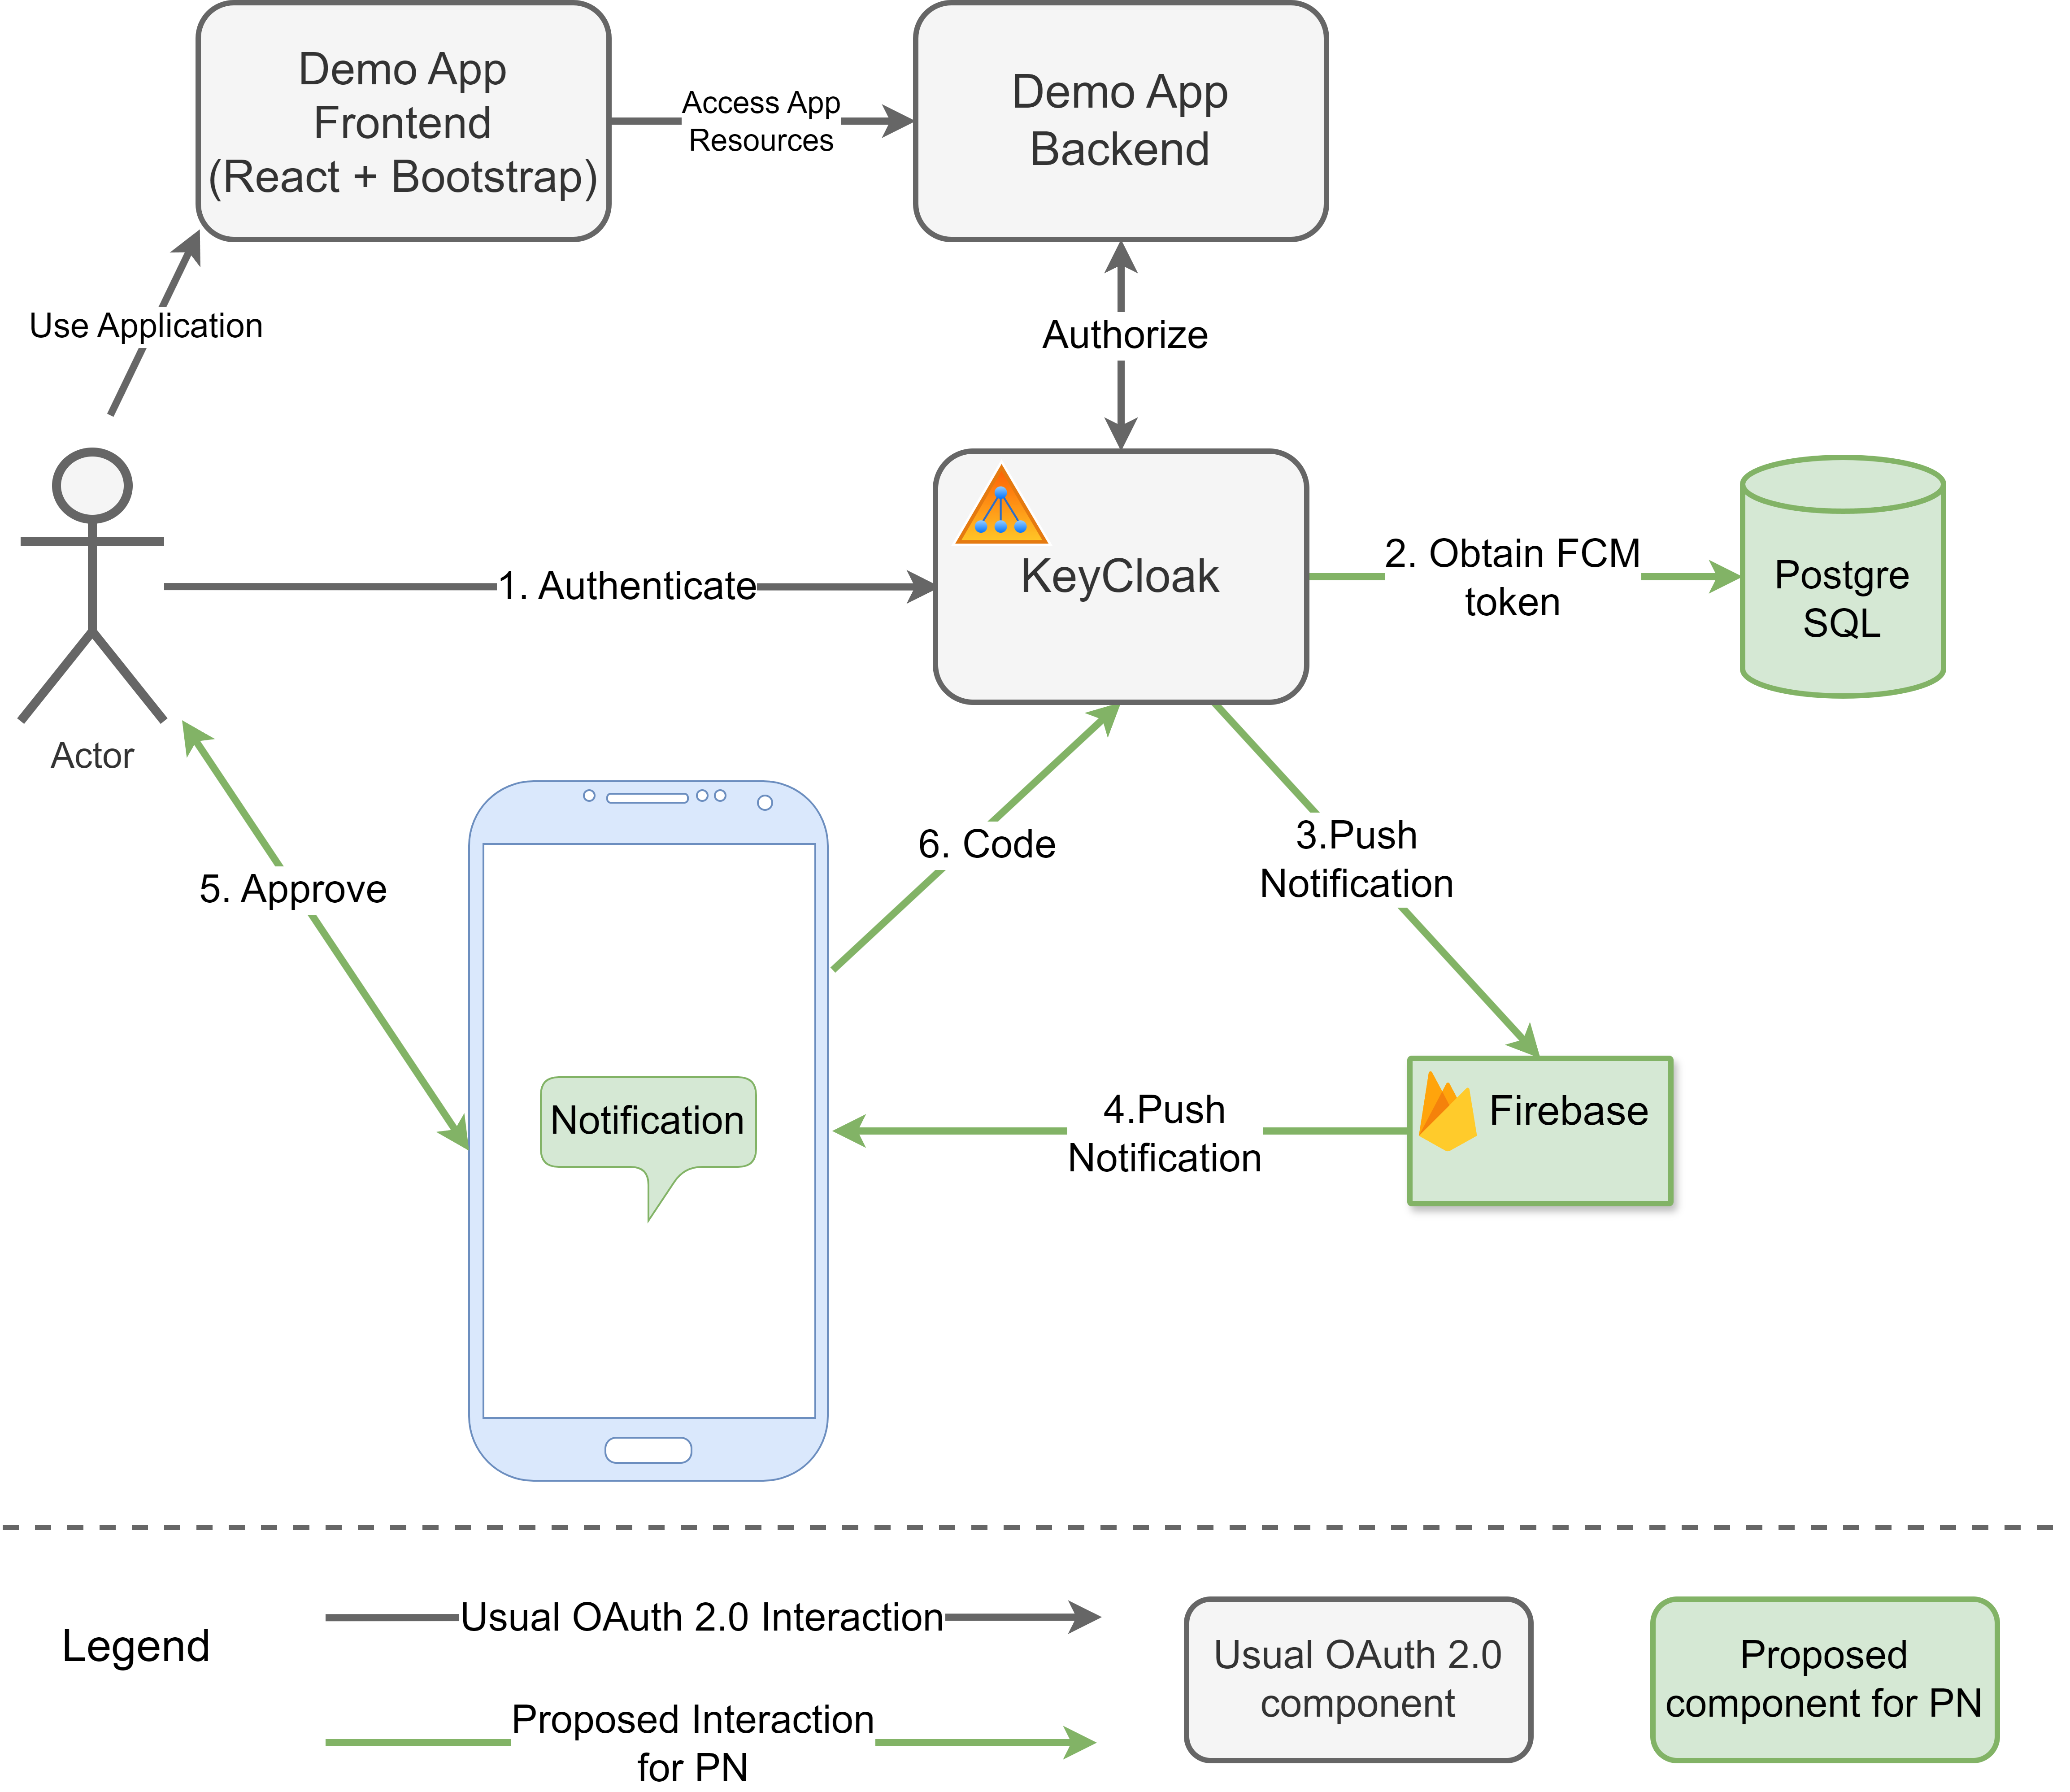 Demo App
Frontend
(React + Bootstrap)
Access App
Resources
Demo App
Backend
Use Application
Authorize
Actor
1. Authenticate
KeyCloak
2. Obtain FCM
token
Postgre
SQL
5. Approve
6. Code
3.Push
Notification
Notification
4.Push
Notification
Firebase
Legend
Usual OAuth 2.0 Interaction
Proposed Interaction
for PN
Usual OAuth 2.0
component
Proposed
component for PN